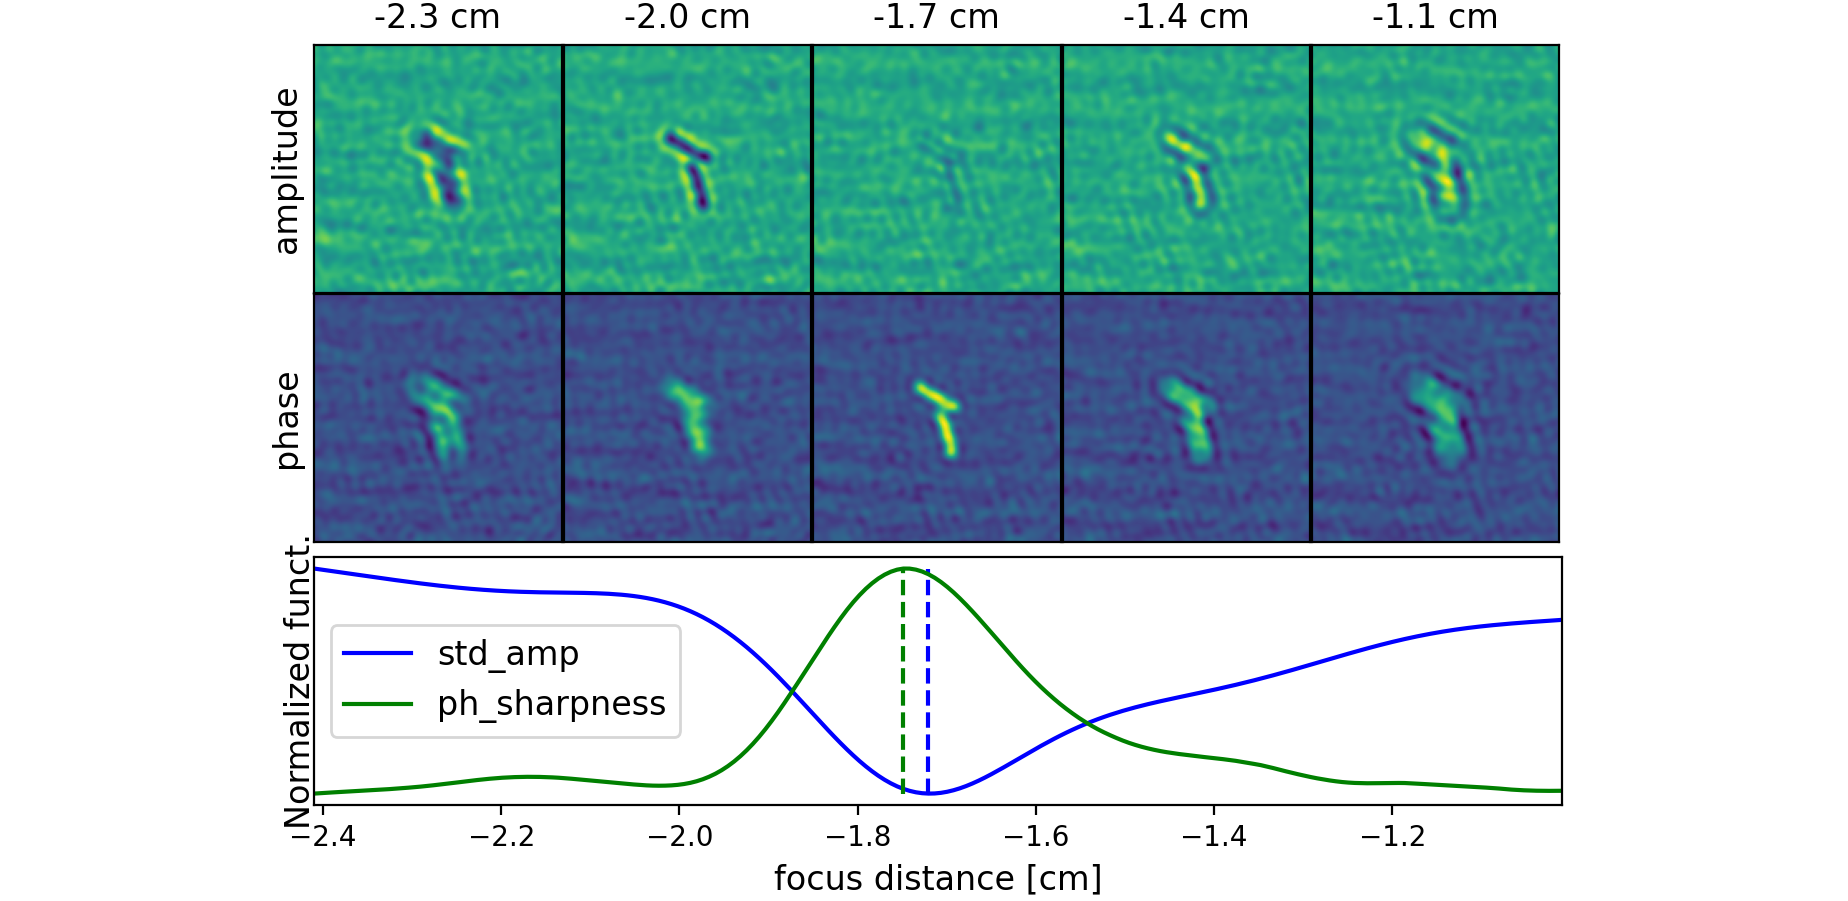 -2.3 cm -2.0 cm -1.7 cm -1.4 cm -1.1 cm
amplitude
phase
Normalized funct.
std_amp
ph_sharpness
−2.4 −2.2 −2.0 −1.8 −1.6 −1.4 −1.2
focus distance [cm]